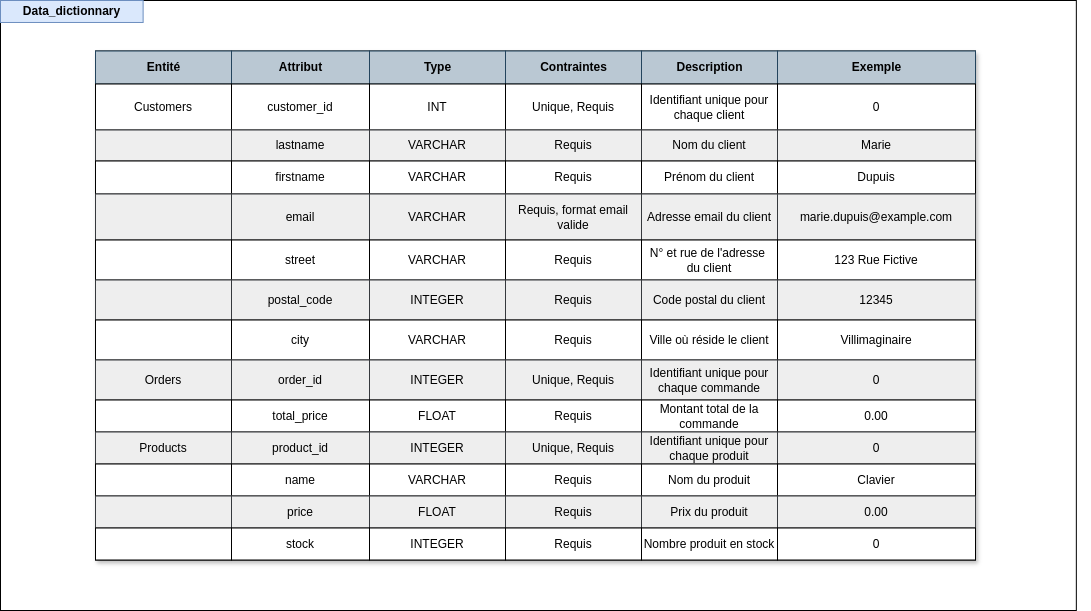 Data_dictionnary
Entité Attribut Type Contraintes Description Exemple
Customers customer_id INT Unique, Requis Identifiant unique pour chaque client 0
lastname VARCHAR Requis Nom du client Marie
firstname VARCHAR Requis Prénom du client Dupuis
email VARCHAR Requis, format email valide Adresse email du client marie.dupuis@example.com
street VARCHAR Requis N° et rue de l'adresse du client 123 Rue Fictive
postal_code INTEGER Requis Code postal du client 12345
city VARCHAR Requis Ville où réside le client Villimaginaire
Orders order_id INTEGER Unique, Requis Identifiant unique pour chaque commande 0
total_price FLOAT Requis Montant total de la commande 0.00
Products product_id INTEGER Unique, Requis Identifiant unique pour chaque produit 0
name VARCHAR Requis Nom du produit Clavier
price FLOAT Requis Prix du produit 0.00
stock INTEGER Requis Nombre produit en stock 0